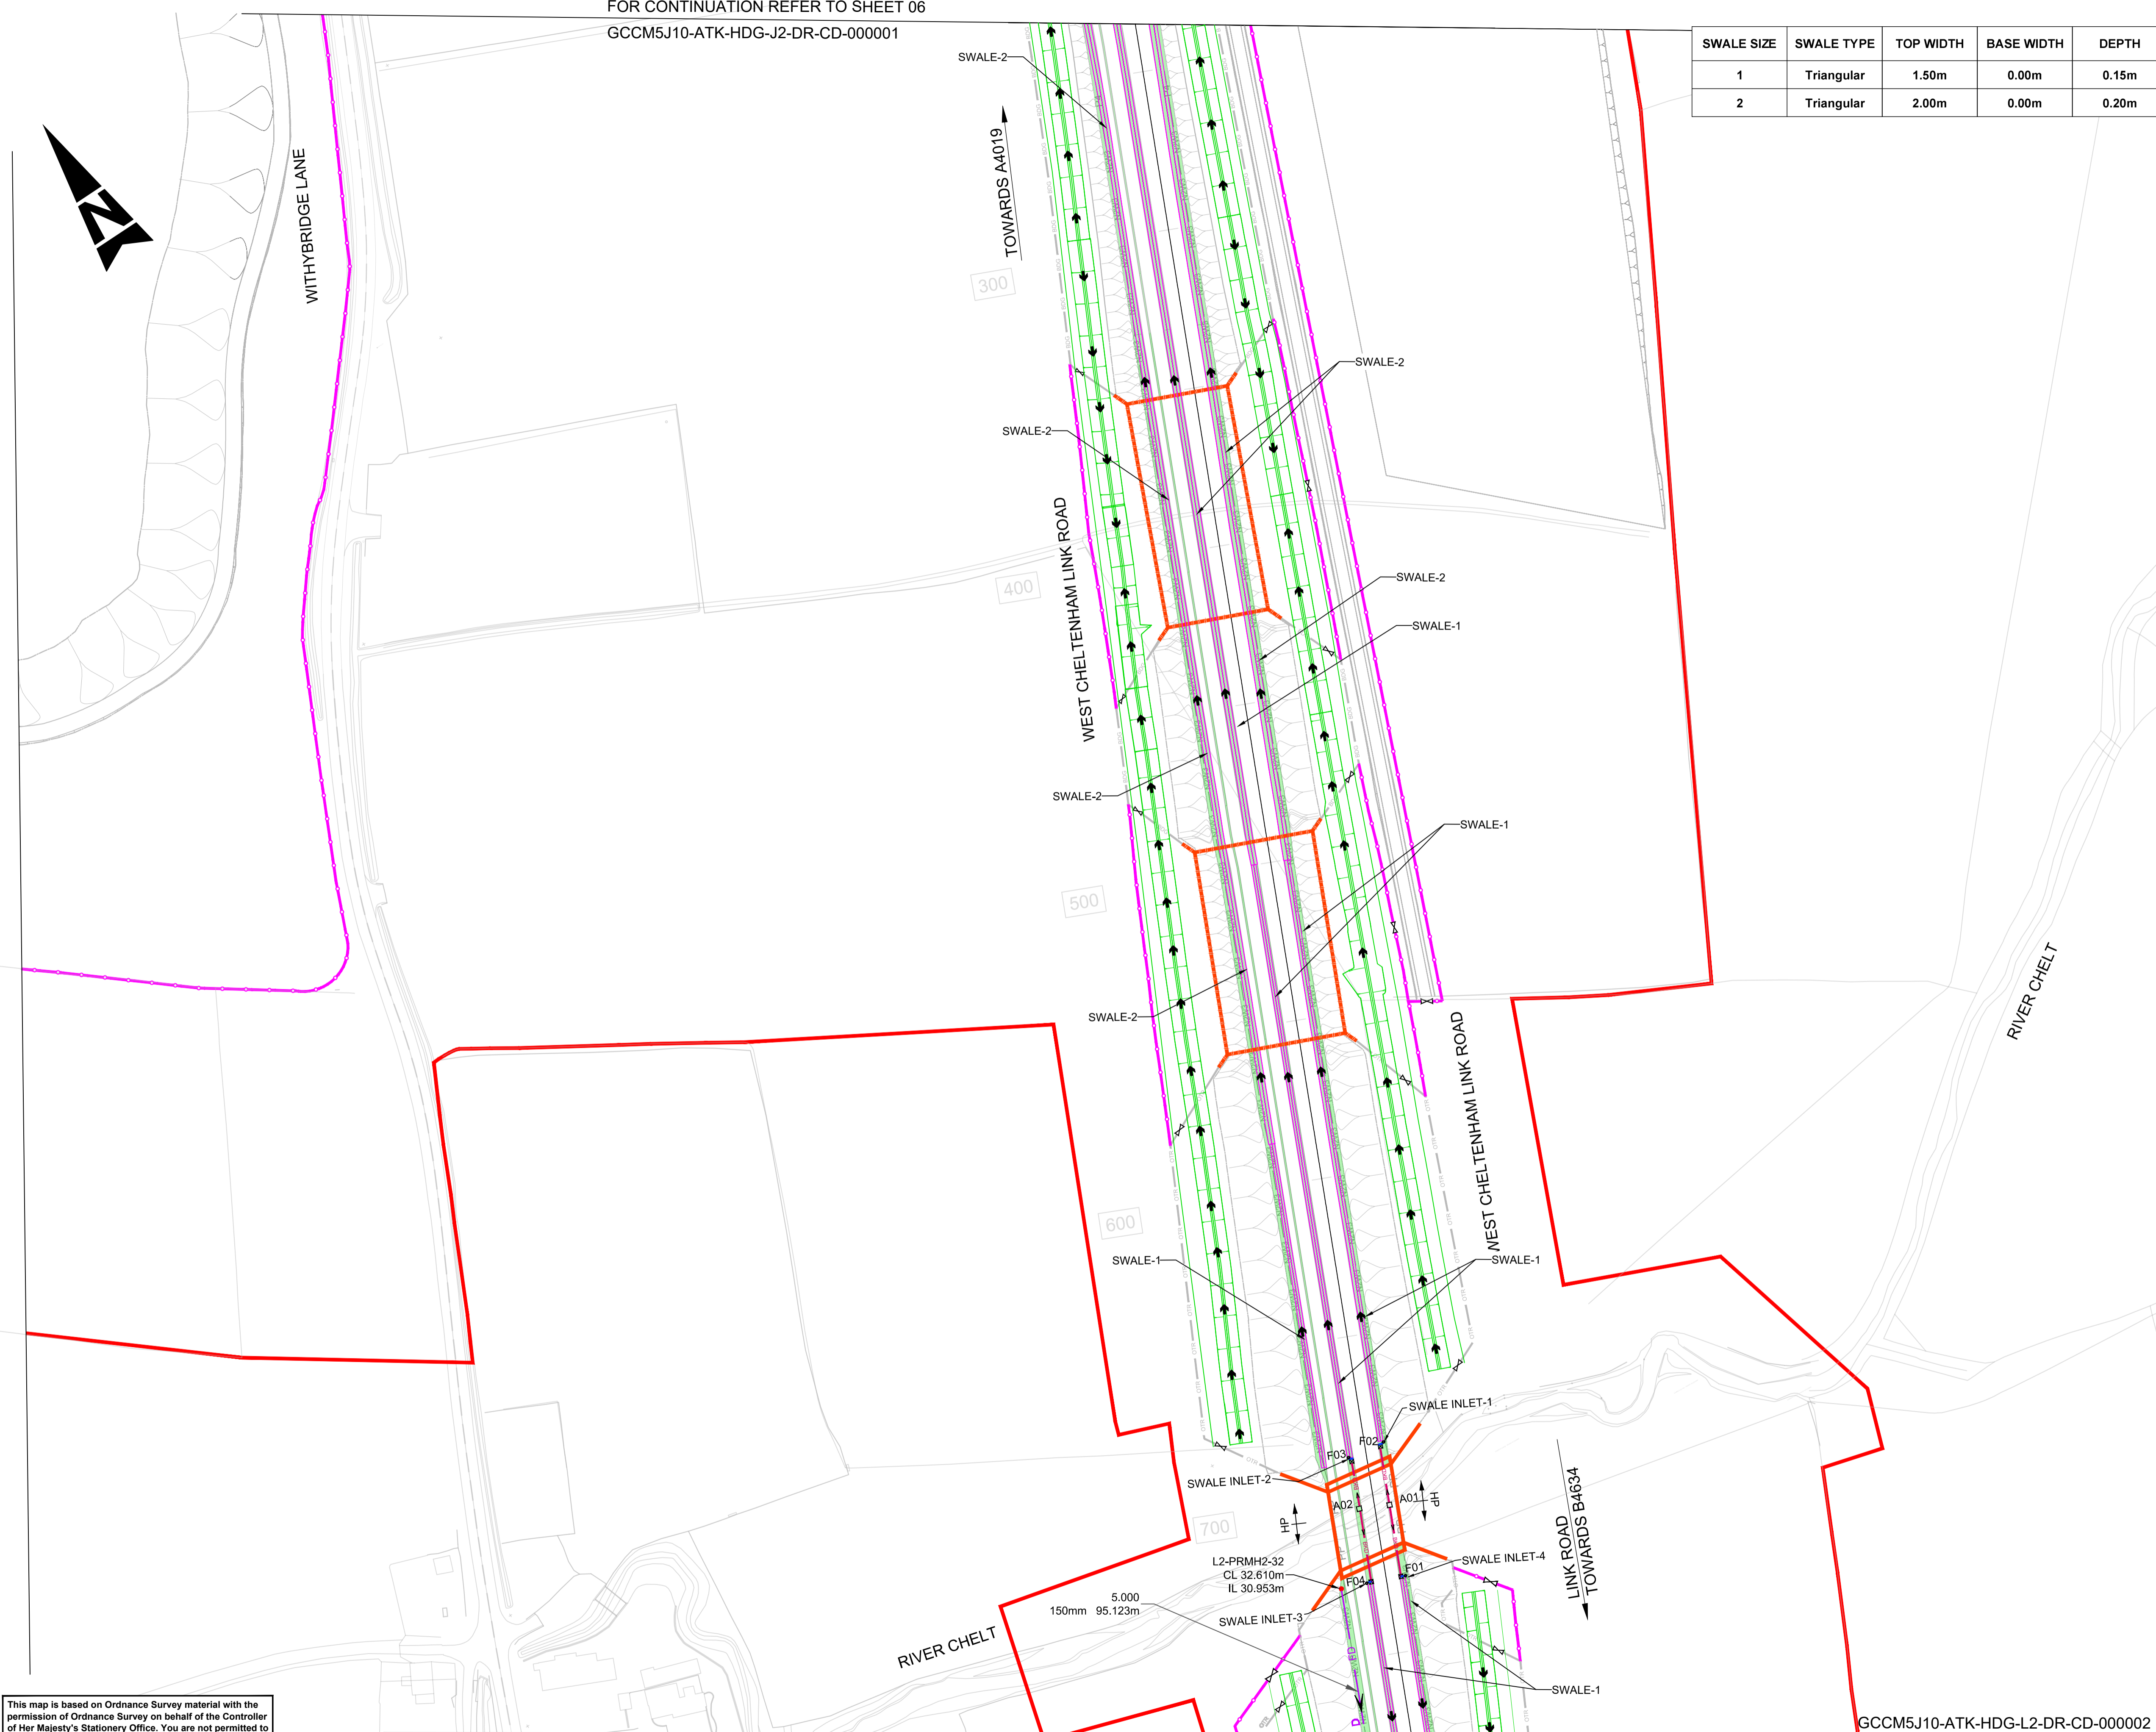 FOR CONTINUATION REFER TO SHEET 06
GCCM5J10-ATK-HDG-J2-DR-CD-000001
SWALE SIZE SWALE TYPE TOP WIDTH BASE WIDTH DEPTH
1 Triangular 1.50m 0.00m 0.15m
2 Triangular 2.00m 0.00m 0.20m
N
WITHYBRIDGE LANE
SWALE-2
TOWARDS A4019
300
SWALE-2
SWALE-2
WEST CHELTENHAM LINK ROAD
400
SWALE-2
SWALE-1
SWALE-2
SWALE-1
500
SWALE-2
RIVER CHELT
WEST CHELTENHAM LINK ROAD
600
SWALE-1
SWALE-1
SWALE INLET-1
F02
F03
SWALE INLET-2
A02
A01
HP
HP
700
LINK ROAD
TOWARDS B4634
L2-PRMH2-32
CL 32.610m
IL 30.953m
F01
SWALE INLET-4
F04
5.000
150mm 95.123m
SWALE INLET-3
RIVER CHELT
SWALE-1
This map is based on Ordnance Survey material with the
permission of Ordnance Survey on behalf of the Controller
of Her Majesty's Stationery Office. You are not permitted to
GCCM5J10-ATK-HDG-L2-DR-CD-000002